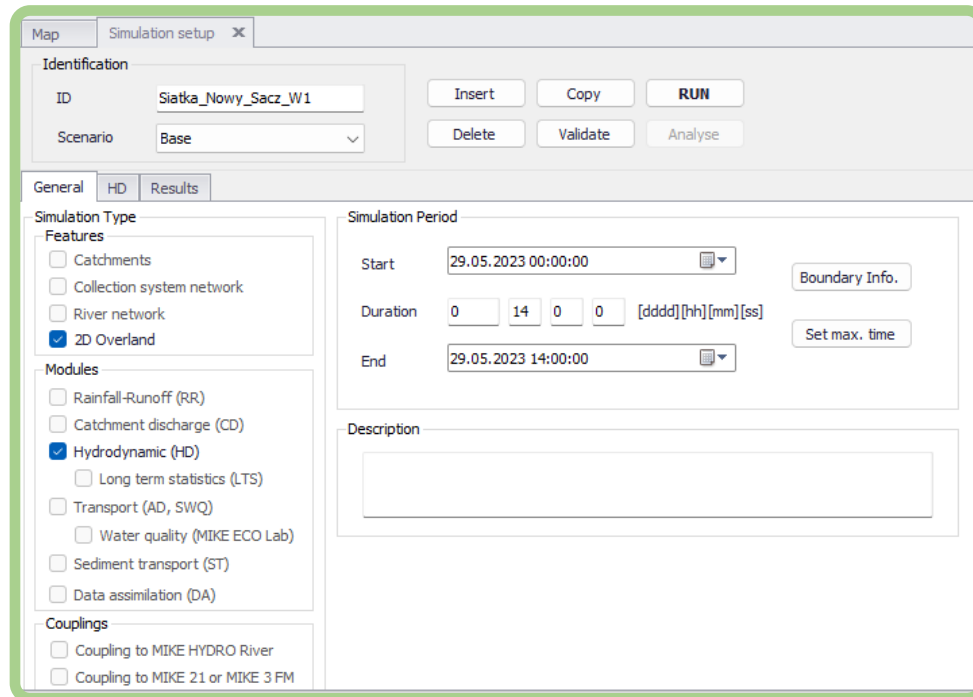 Map
Simulation setup X
Identification
ID Siatka_Nowy_Sacz_W1
Insert Copy RUN
Scenario Base
Delete Validate Analyse
General HD Results
Simulation Type
Features
Catchments
Collection system network
River network
2D Overland
Modules
Rainfall-Runoff (RR)
Catchment discharge (CD)
Hydrodynamic (HD)
Long term statistics (LTS)
Transport (AD, SWQ)
Water quality (MIKE ECO Lab)
Sediment transport (ST)
Data assimilation (DA)
Couplings
Coupling to MIKE HYDRO River
Coupling to MIKE 21 or MIKE 3 FM
Simulation Period
Start 29.05.2023 00:00:00
Boundary Info.
Duration 0 14 0 0 [dddd][hh][mm][ss]
Set max. time
End 29.05.2023 14:00:00
Description